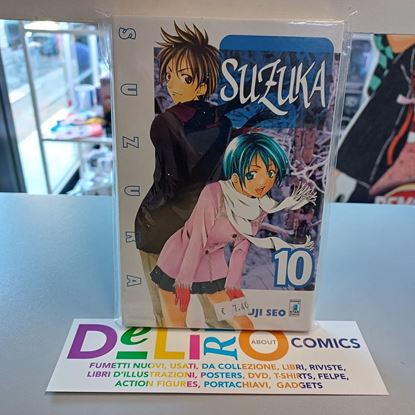 SUZUKA
SUZUKA
10
€ 7.40
UJI SEO
DeLiRiO ABOUT COMICS
FUMETTI NUOVI, USATI, DA COLLEZIONE, LIBRI, RIVISTE,
LIBRI D'ILLUSTRAZIONI, POSTERS, DVD, T-SHIRTS, FELPE,
ACTION FIGURES, PORTACHIAVI, GADGETS